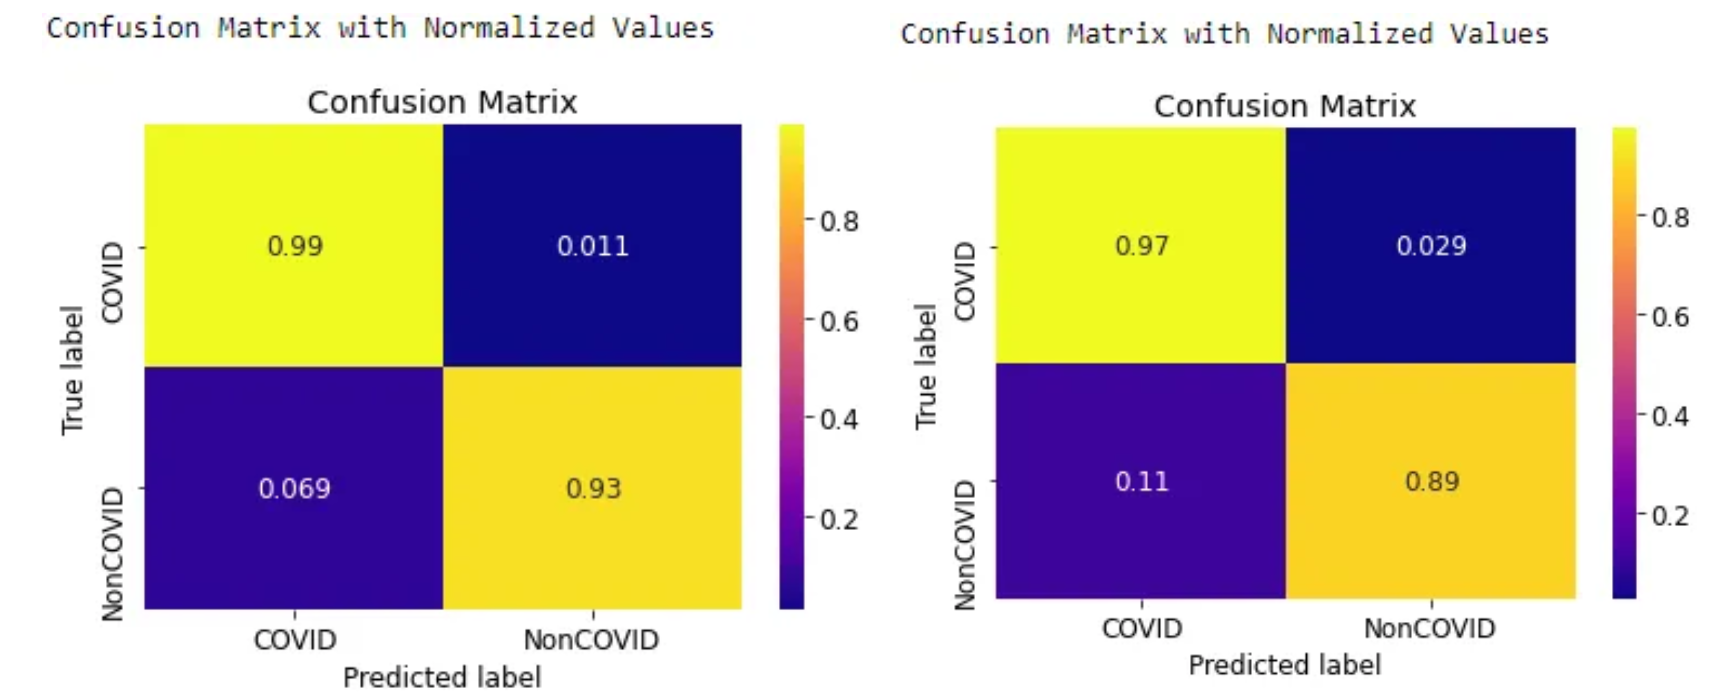 Confusion Matrix with Normalized Values
Confusion Matrix
COVID
0.99
0.011
NonCOVID
0.069
0.93
True label
COVID
NonCOVID
Predicted label
0.8
0.6
0.4
0.2
Confusion Matrix with Normalized Values
Confusion Matrix
COVID
0.97
0.029
NonCOVID
0.11
0.89
True label
COVID
NonCOVID
Predicted label
0.8
0.6
0.4
0.2